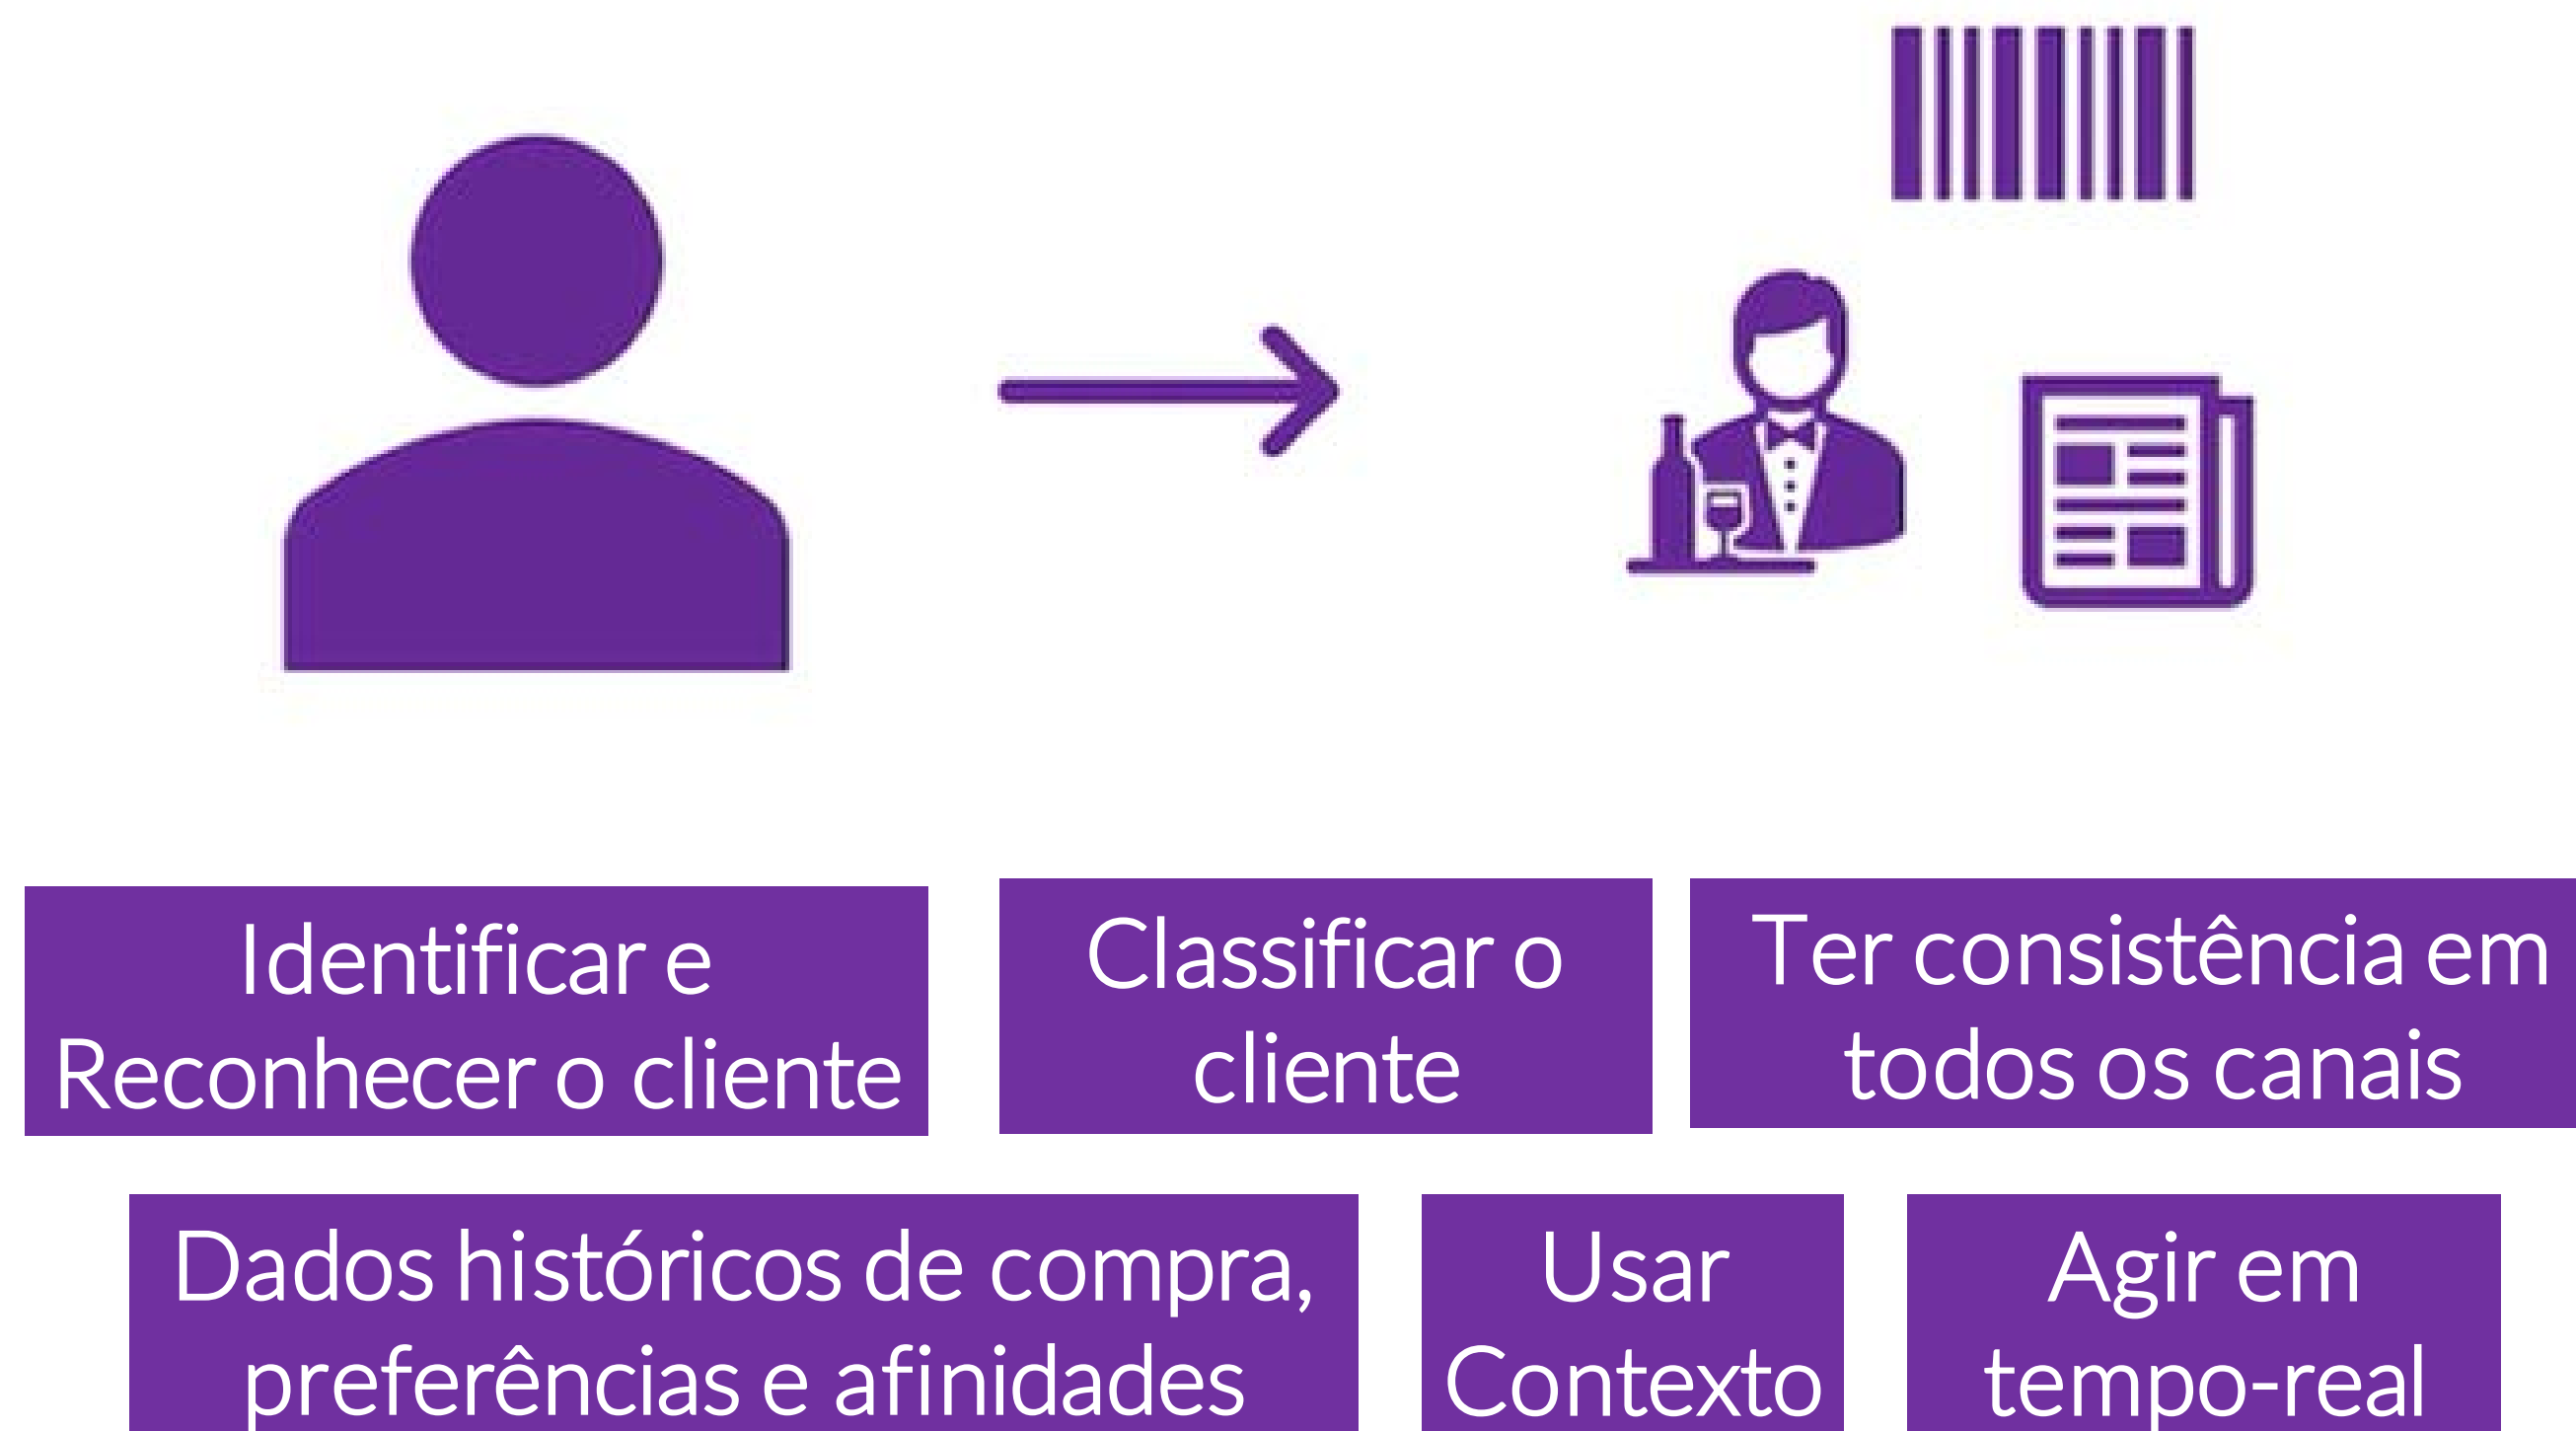 Identificar e
Reconhecer o cliente
Classificar o
cliente
Ter consistência em
todos os canais
Dados históricos de compra,
preferências e afinidades
Usar
Contexto
Agir em
tempo-real